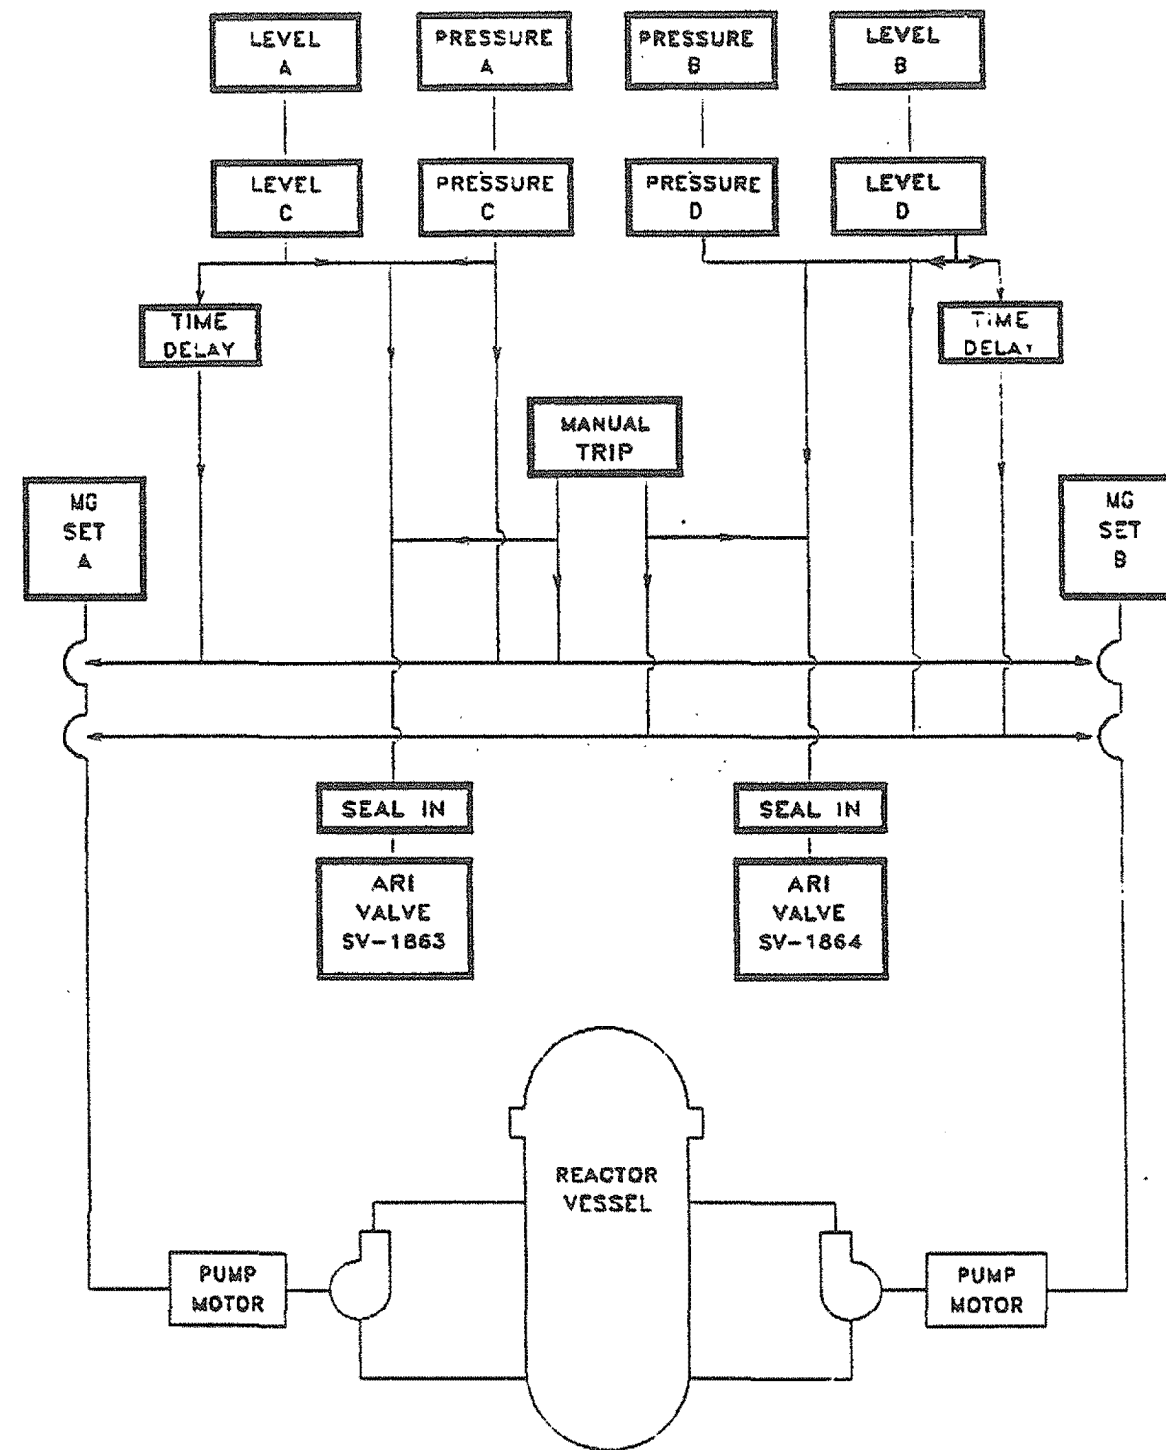 LEVEL
A
PRESSURE
A
PRESSURE
B
LEVEL
B
LEVEL
C
PRESSURE
C
PRESSURE
D
LEVEL
D
TIME
DELAY
TIME
DELAY
MANUAL
TRIP
MG
SET
A
MG
SET
B
SEAL IN
SEAL IN
ARI
VALVE
SV-1863
ARI
VALVE
SV-1864
REACTOR
VESSEL
PUMP
MOTOR
PUMP
MOTOR